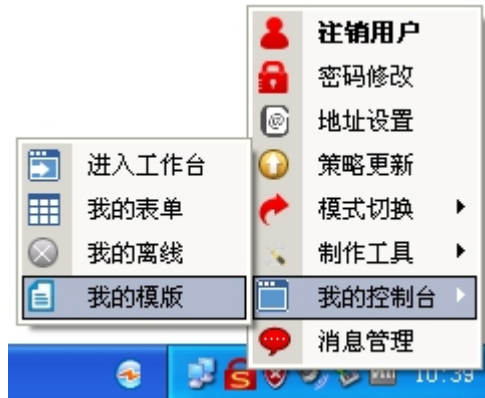 注销用户
密码修改
地址设置
策略更新
模式切换
制作工具
我的控制台
消息管理
进入工作台
我的表单
我的离线
我的模版
10:39